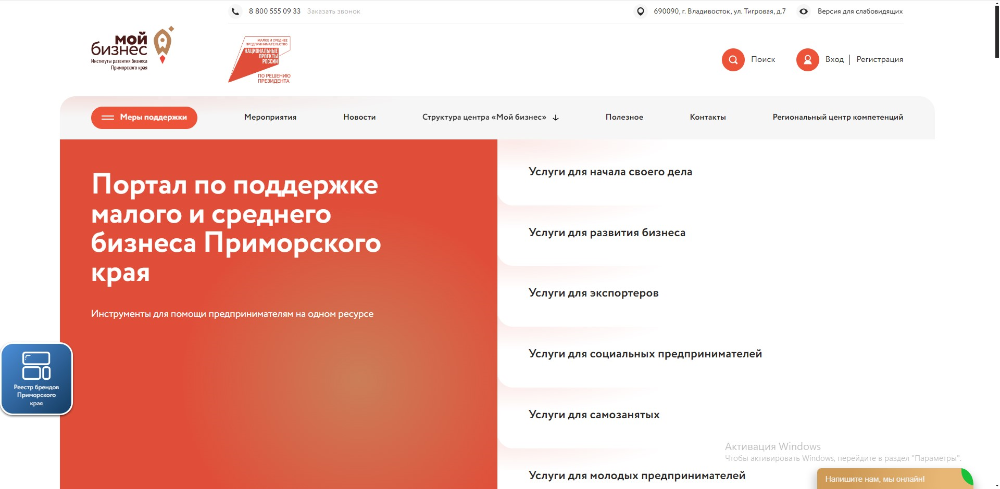 8 800 555 09 33 Заказать звонок
690090, г. Владивосток, ул. Тигровая, д.7
Версия для слабовидящих
мой
бизнес
Институты развития бизнеса
Приморского края
МАЛОЕ И СРЕДНЕЕ
ПРЕДПРИНИМАТЕЛЬСТВО
НАЦИОНАЛЬНЫЕ
ПРОЕКТЫ
РОССИИ
ПО РЕШЕНИЮ
ПРЕЗИДЕНТА
Поиск
Вход | Регистрация
Меры поддержки
Мероприятия
Новости
Структура центра «Мой бизнес»
Полезное
Контакты
Региональный центр компетенций
Портал по поддержке
малого и среднего
бизнеса Приморского
края
Инструменты для помощи предпринимателям на одном ресурсе
Реестр брендов
Приморского
края
Услуги для начала своего дела
Услуги для развития бизнеса
Услуги для экспортеров
Услуги для социальных предпринимателей
Услуги для самозанятых
Услуги для молодых предпринимателей
Активация Windows
Чтобы активировать Windows, перейдите в раздел "Параметры".
Напишите нам, мы онлайн!